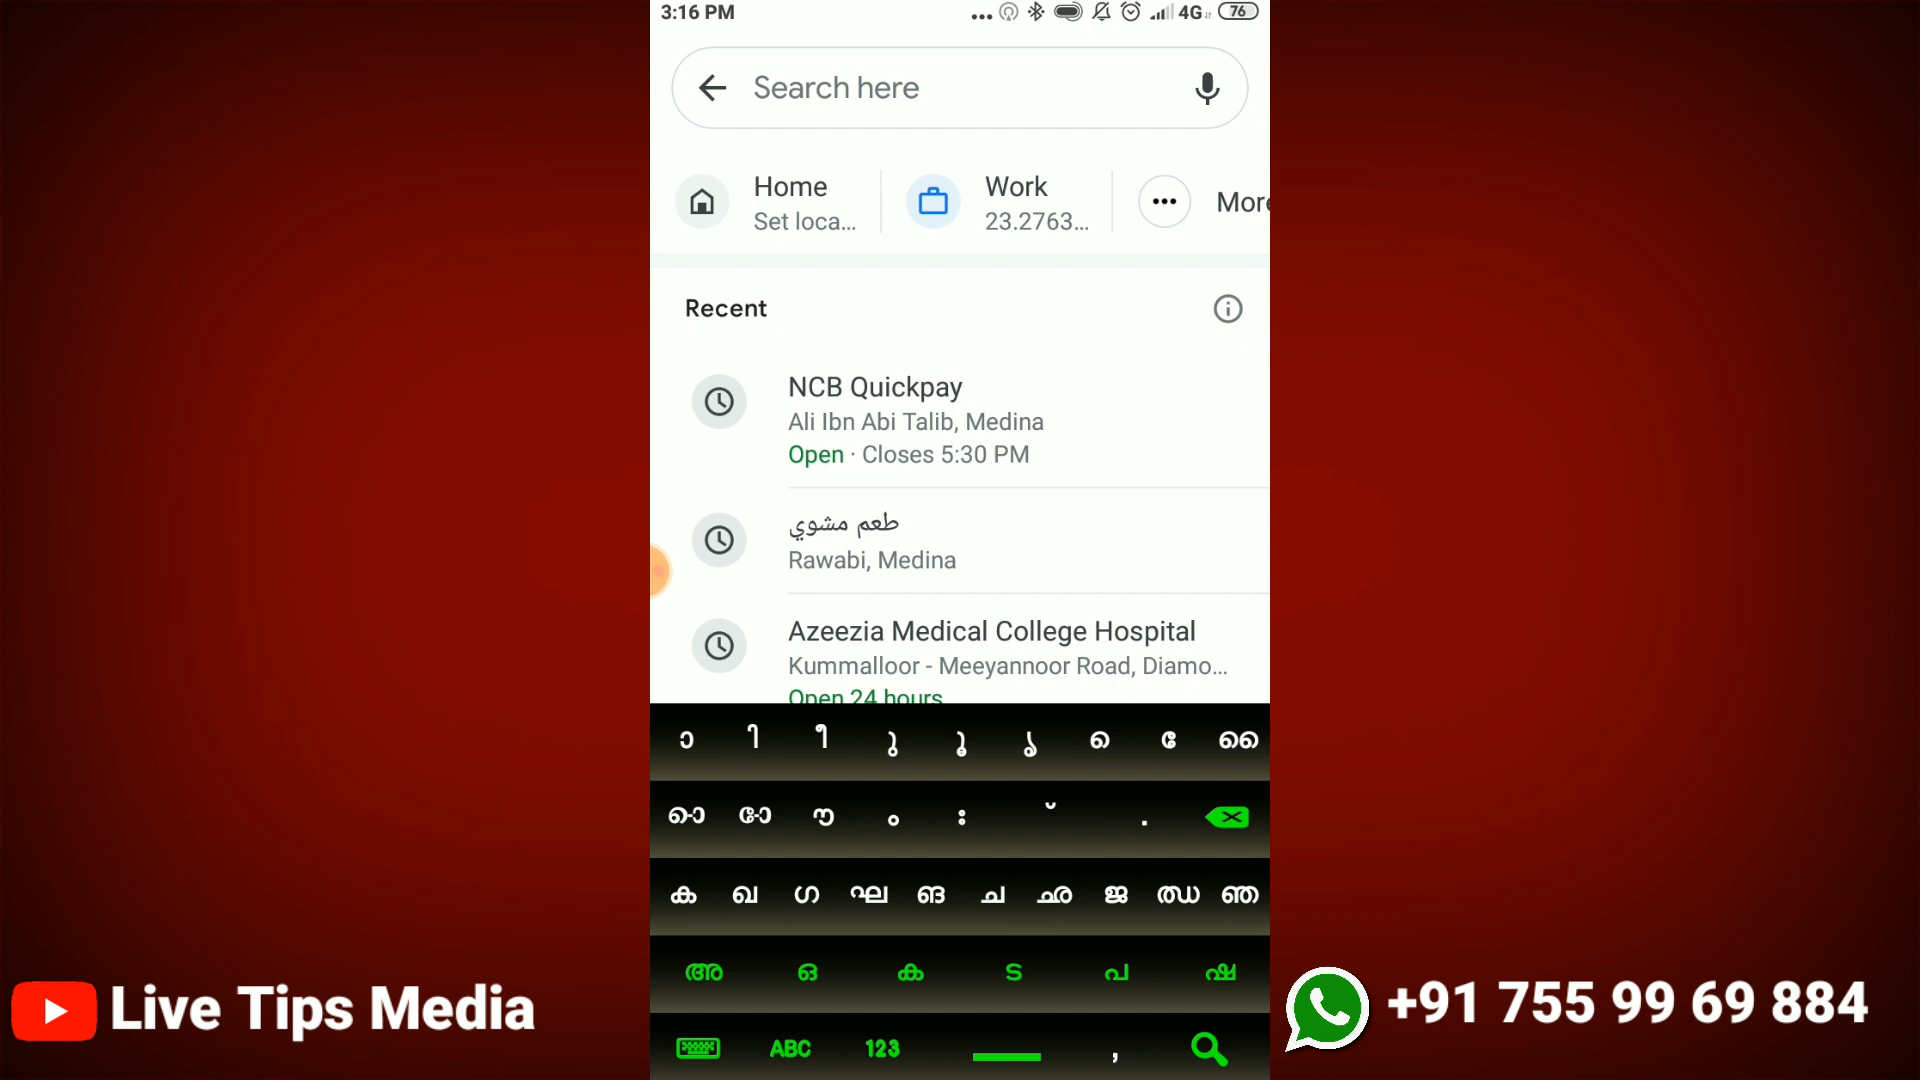 3:16 PM
4G 76
Search here
Home
Set loca...
Work
23.2763...
More
Recent
NCB Quickpay
Ali Ibn Abi Talib, Medina
Open · Closes 5:30 PM
طعم مشوي
Rawabi, Medina
Azeezia Medical College Hospital
Kummalloor - Meeyannoor Road, Diamo...
Open 24 hours
ാ ി ീ ു ൂ ൃ െ േ ൈ
ൊ ോ ൗ ം ഃ ് .
ക ഖ ഗ ഘ ങ ച ഛ ജ ഝ ഞ
അ ഒ ക ട പ ഷ
ABC 123 ,
Live Tips Media
+91 755 99 69 884